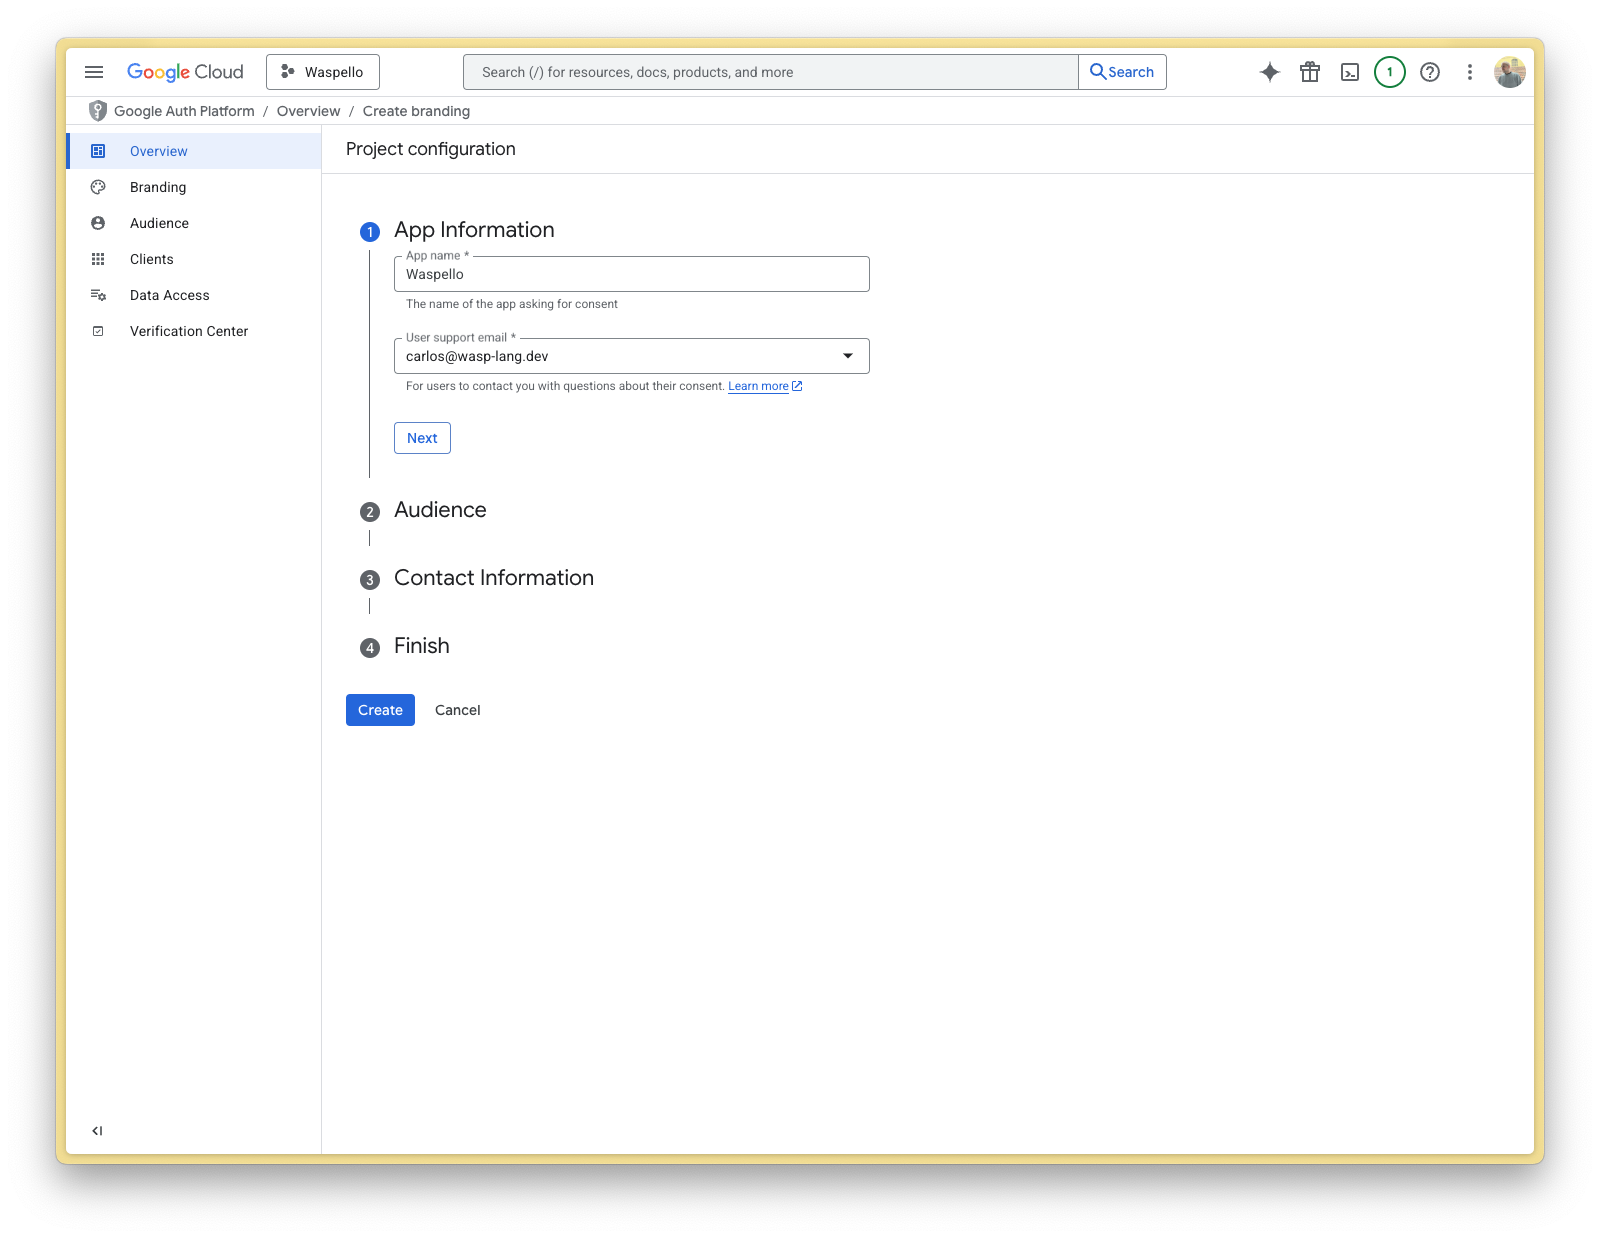 Google Cloud
Waspello
Search (/) for resources, docs, products, and more
Search
1
Google Auth Platform / Overview / Create branding
Overview
Branding
Audience
Clients
Data Access
Verification Center
Project configuration
1 App Information
App name *
Waspello
The name of the app asking for consent
User support email *
carlos@wasp-lang.dev
For users to contact you with questions about their consent. Learn more
Next
2 Audience
3 Contact Information
4 Finish
Create Cancel